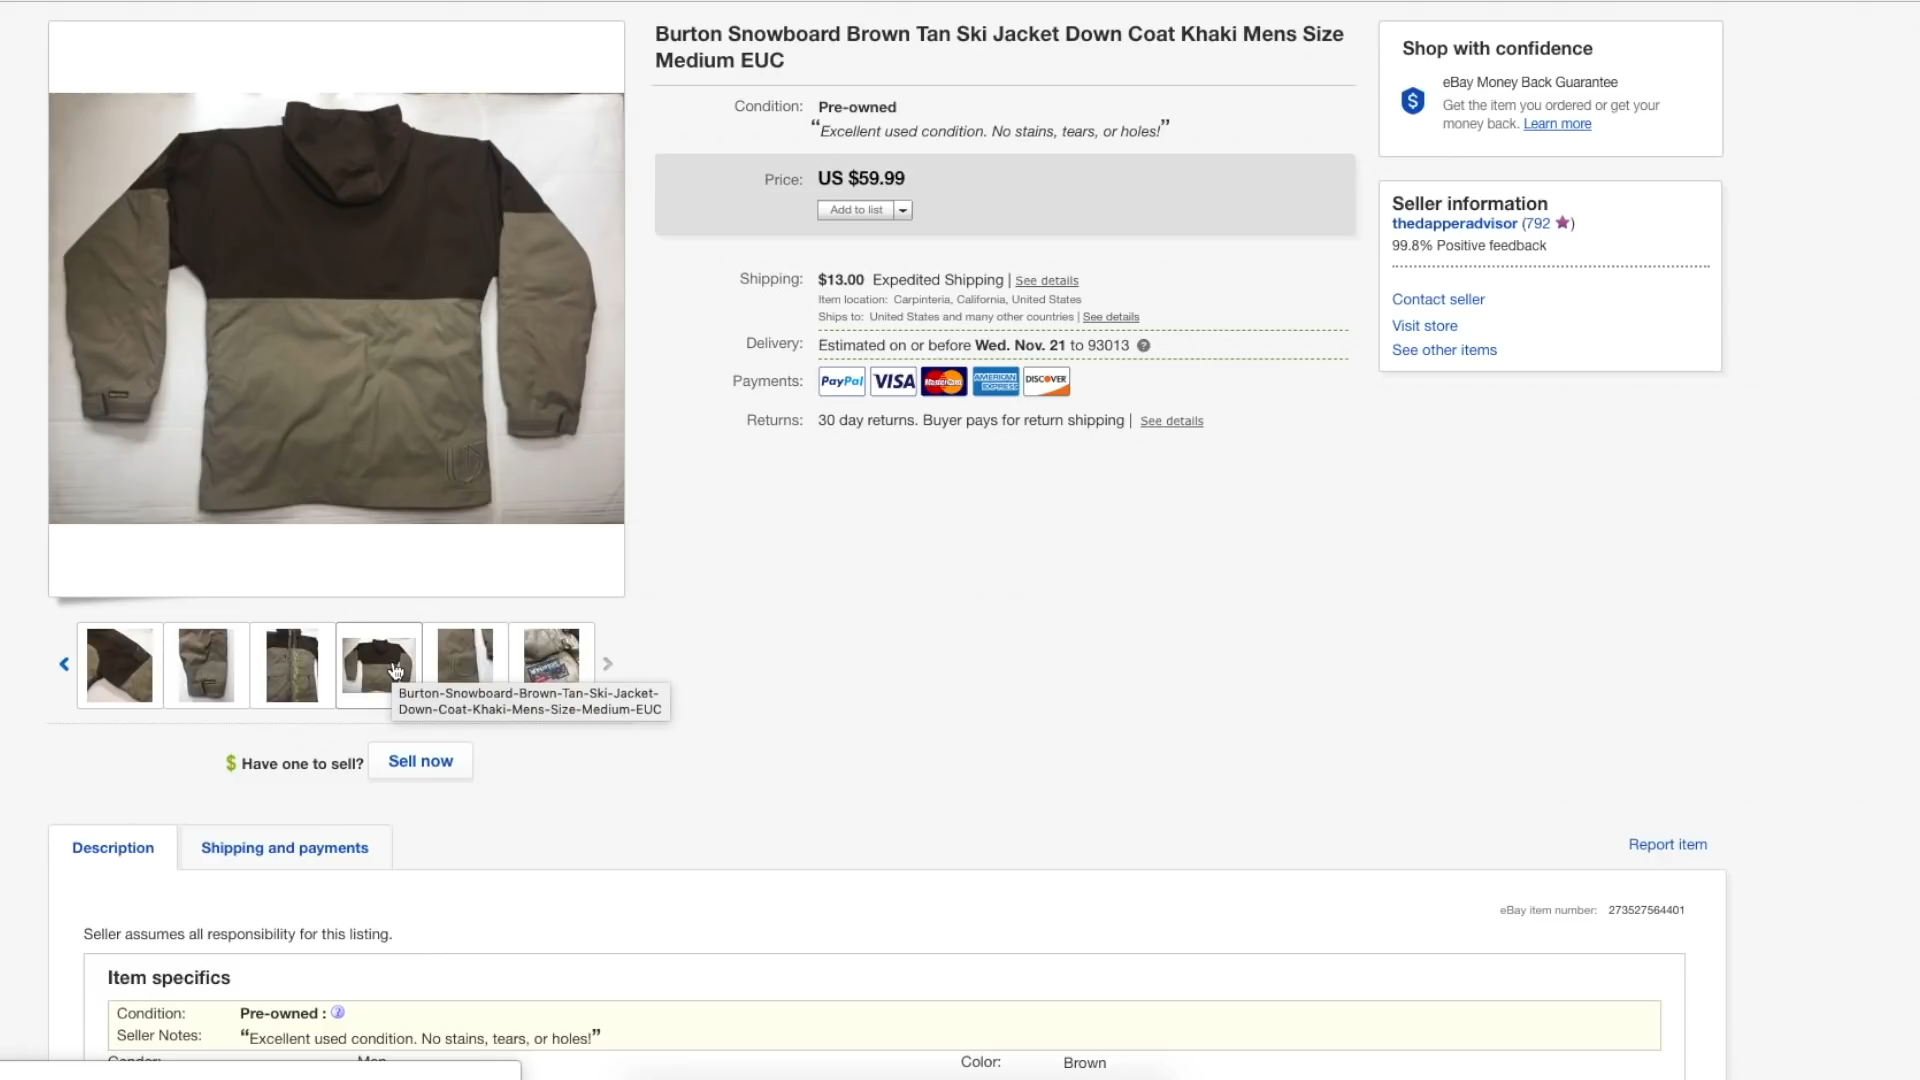 Burton Snowboard Brown Tan Ski Jacket Down Coat Khaki Mens Size
Medium EUC
Condition: Pre-owned
“Excellent used condition. No stains, tears, or holes!”
Price: US $59.99
Add to list
Shipping: $13.00 Expedited Shipping | See details
Item location: Carpinteria, California, United States
Ships to: United States and many other countries | See details
Delivery: Estimated on or before Wed. Nov. 21 to 93013
Payments: PayPal VISA MasterCard AMERICAN EXPRESS DISCOVER
Returns: 30 day returns. Buyer pays for return shipping | See details
Shop with confidence
eBay Money Back Guarantee
Get the item you ordered or get your
money back. Learn more
Seller information
thedapperadvisor (792 ★)
99.8% Positive feedback
Contact seller
Visit store
See other items
Burton-Snowboard-Brown-Tan-Ski-Jacket-
Down-Coat-Khaki-Mens-Size-Medium-EUC
$ Have one to sell? Sell now
Description
Shipping and payments
Report item
eBay item number: 273527564401
Seller assumes all responsibility for this listing.
Item specifics
Condition: Pre-owned :
Seller Notes: “Excellent used condition. No stains, tears, or holes!”
Color: Brown